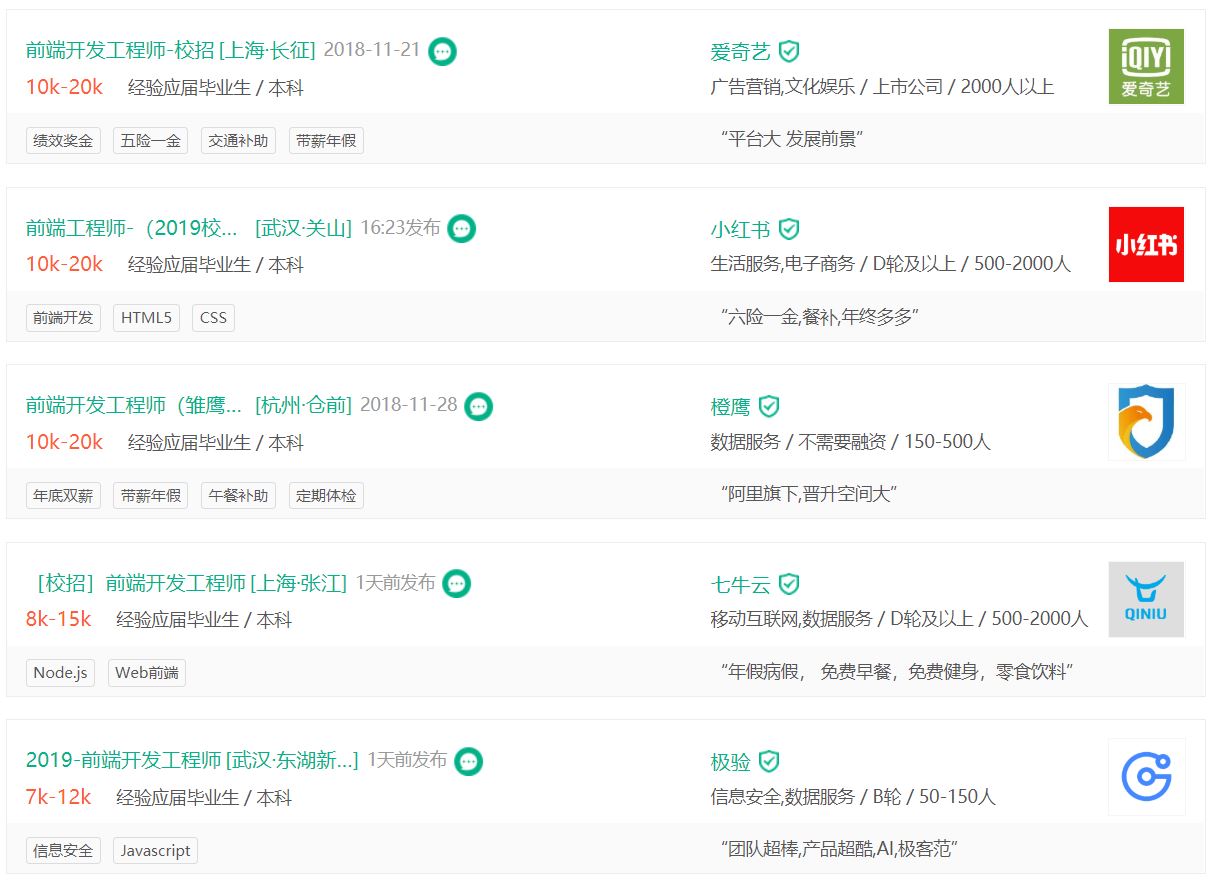 前端开发工程师-校招 [上海·长征] 2018-11-21
10k-20k 经验应届毕业生 / 本科
绩效奖金 五险一金 交通补助 带薪年假
爱奇艺
广告营销,文化娱乐 / 上市公司 / 2000人以上
“平台大 发展前景”
iQIYI
爱奇艺
前端工程师-（2019校... [武汉·关山] 16:23发布
10k-20k 经验应届毕业生 / 本科
前端开发 HTML5 CSS
小红书
生活服务,电子商务 / D轮及以上 / 500-2000人
“六险一金,餐补,年终多多”
小红书
前端开发工程师（雏鹰... [杭州·仓前] 2018-11-28
10k-20k 经验应届毕业生 / 本科
年底双薪 带薪年假 午餐补助 定期体检
橙鹰
数据服务 / 不需要融资 / 150-500人
“阿里旗下,晋升空间大”
［校招］前端开发工程师 [上海·张江] 1天前发布
8k-15k 经验应届毕业生 / 本科
Node.js Web前端
七牛云
移动互联网,数据服务 / D轮及以上 / 500-2000人
“年假病假， 免费早餐，免费健身，零食饮料”
QINIU
2019-前端开发工程师 [武汉·东湖新...] 1天前发布
7k-12k 经验应届毕业生 / 本科
信息安全 Javascript
极验
信息安全,数据服务 / B轮 / 50-150人
“团队超棒,产品超酷,AI,极客范”